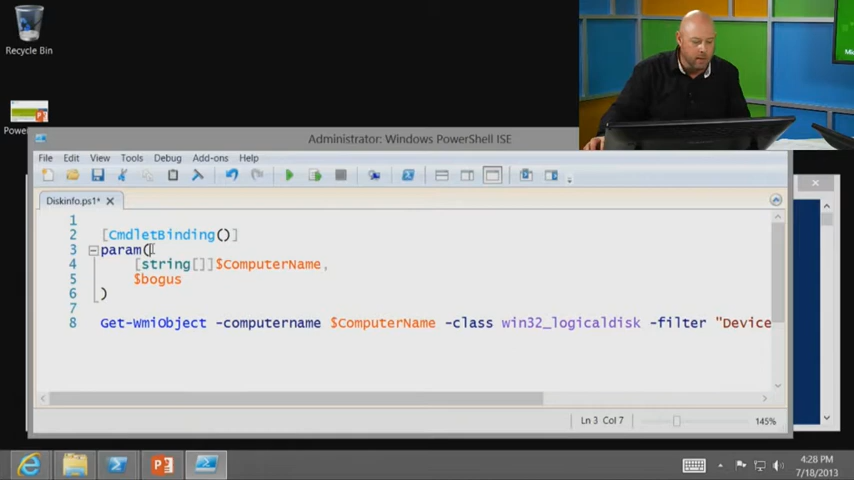 Recycle Bin
Administrator: Windows PowerShell ISE
File Edit View Tools Debug Add-ons Help
Diskinfo.ps1* X
1
2 [CmdletBinding()]
3 param(
4 [string[]]$ComputerName,
5 $bogus
6 )
7
8 Get-WmiObject -computername $ComputerName -class win32_logicaldisk -filter "Device
Ln 3 Col 7
145%
4:28 PM
7/18/2013